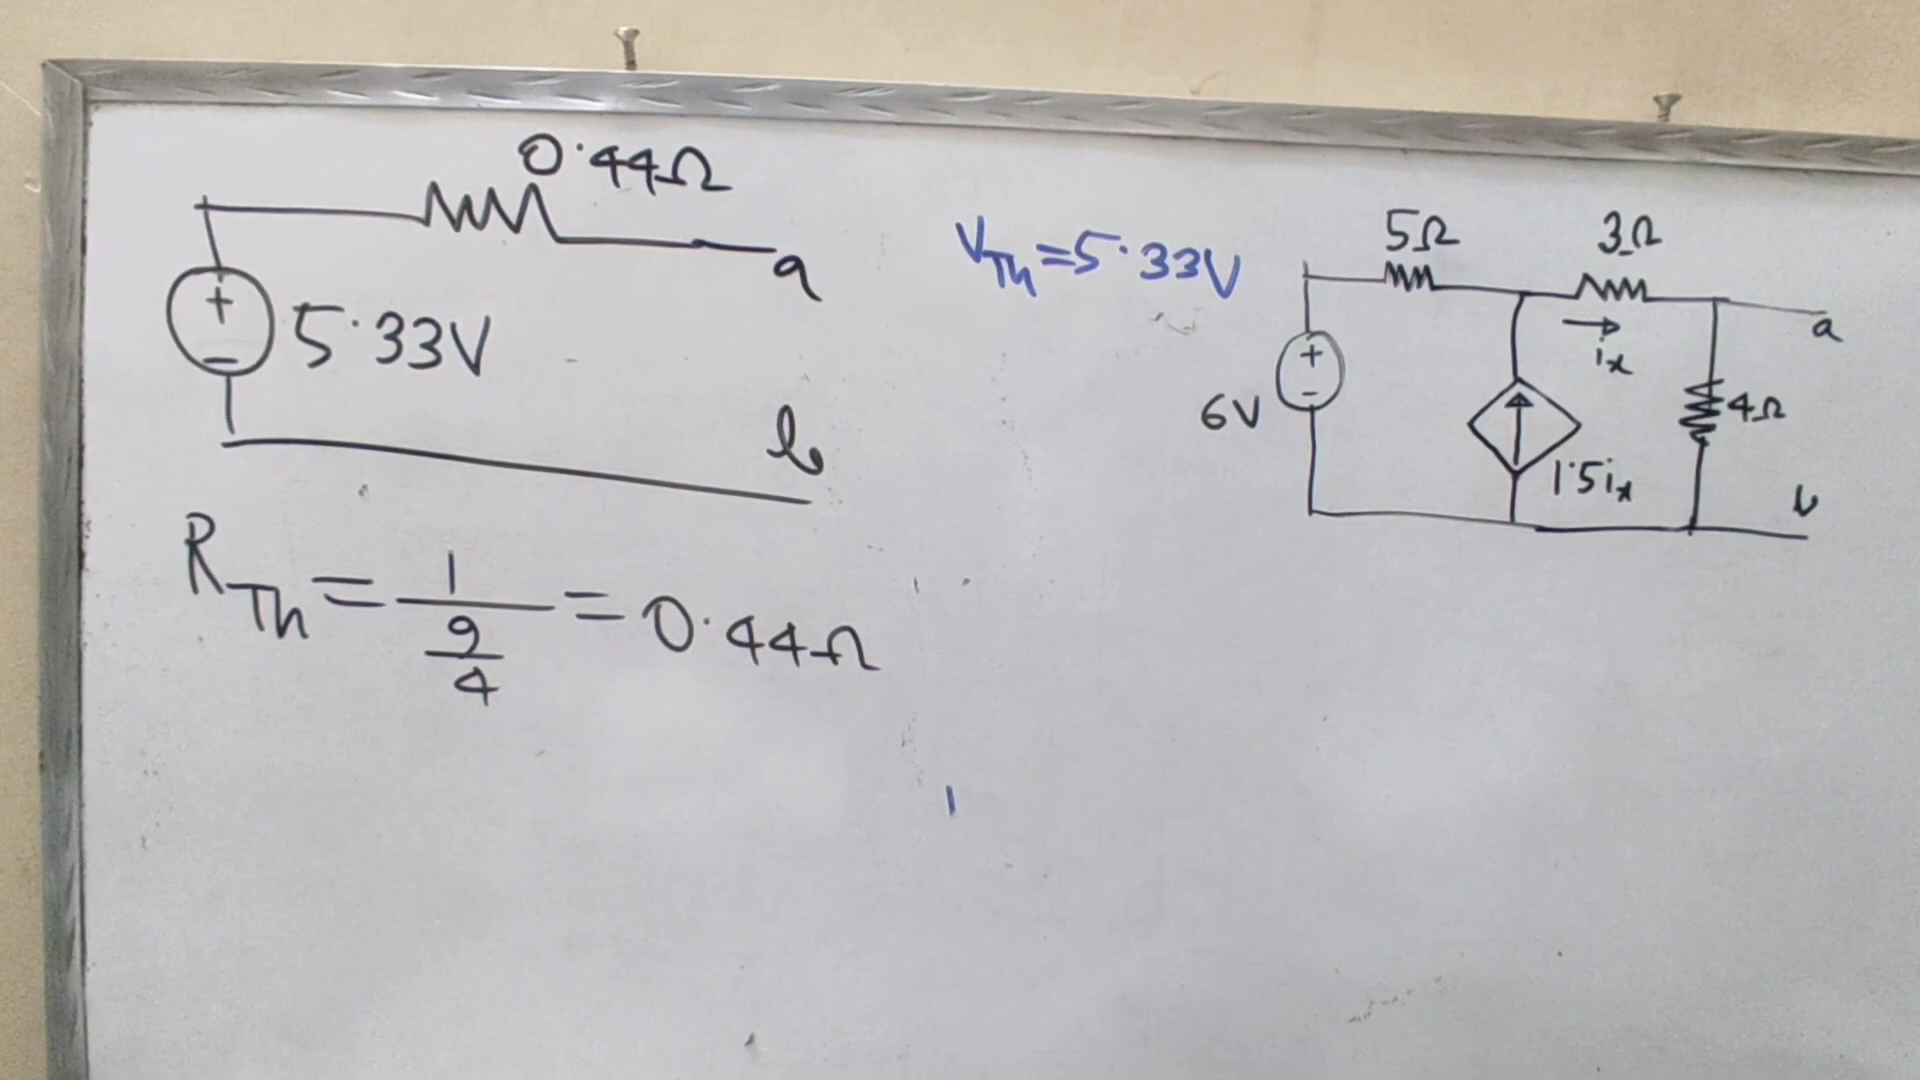 0.44Ω
a
+
-
5.33V
b
R_Th = 1 / (9/4) = 0.44Ω
V_Th = 5.33V
5Ω
3Ω
a
i_x
+
-
6V
4Ω
1.5i_x
b